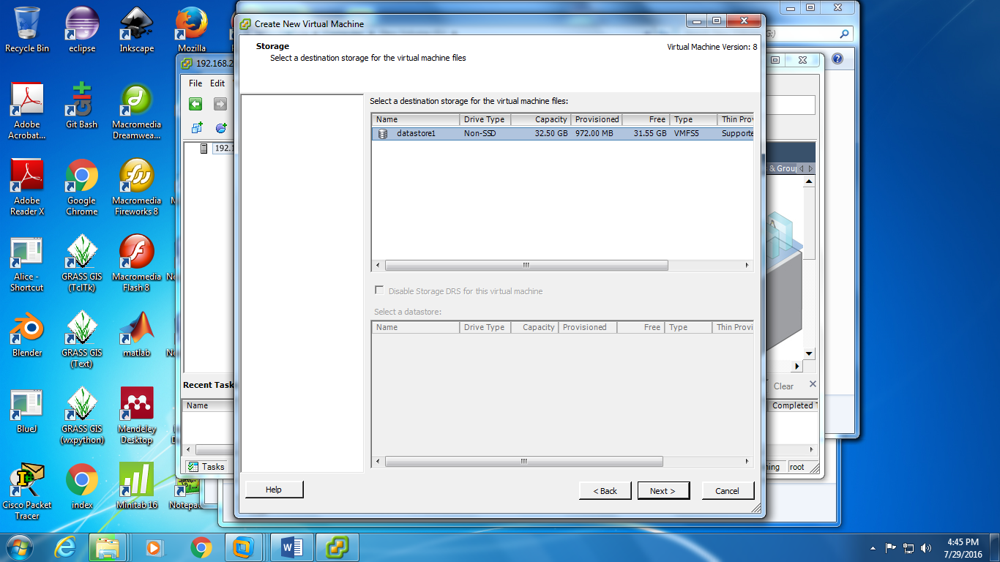 Recycle Bin
eclipse
Inkscape
Mozilla
Adobe
Acrobat...
Git Bash
Macromedia
Dreamwea...
Adobe
Reader X
Google
Chrome
Macromedia
Fireworks 8
Alice -
Shortcut
GRASS GIS
(TclTk)
Macromedia
Flash 8
Blender
GRASS GIS
(Text)
matlab
BlueJ
GRASS GIS
(wxpython)
Mendeley
Desktop
Cisco Packet
Tracer
index
Minitab 16
Notepad
192.168.2
File Edit
192.1
Recent Task
Name
Tasks
Create New Virtual Machine
Storage
Select a destination storage for the virtual machine files
Virtual Machine Version: 8
Select a destination storage for the virtual machine files:
Name Drive Type Capacity Provisioned Free Type Thin Prov
datastore1 Non-SSD 32.50 GB 972.00 MB 31.55 GB VMFS5 Supporte
Disable Storage DRS for this virtual machine
Select a datastore:
Name Drive Type Capacity Provisioned Free Type Thin Provi
Help
< Back
Next >
Cancel
G:)
& Group
Clear
Completed T
ning root
4:45 PM
7/29/2016